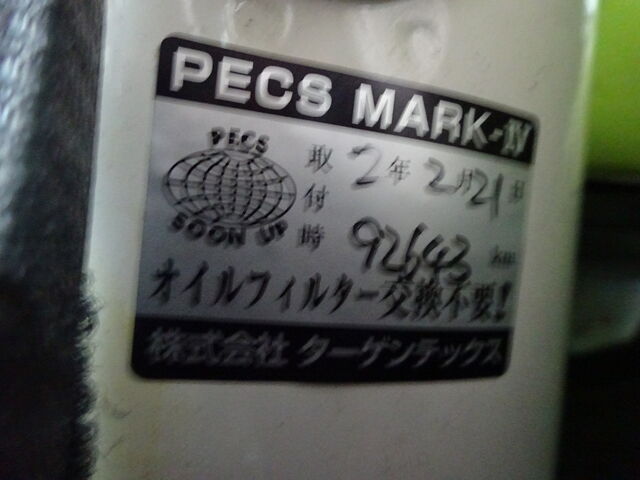 PECS MARK-IV
PECS
SOON UP
取付時
2年 2月21日
92643 km
オイルフィルター交換不要!
株式会社 ターゲンテックス